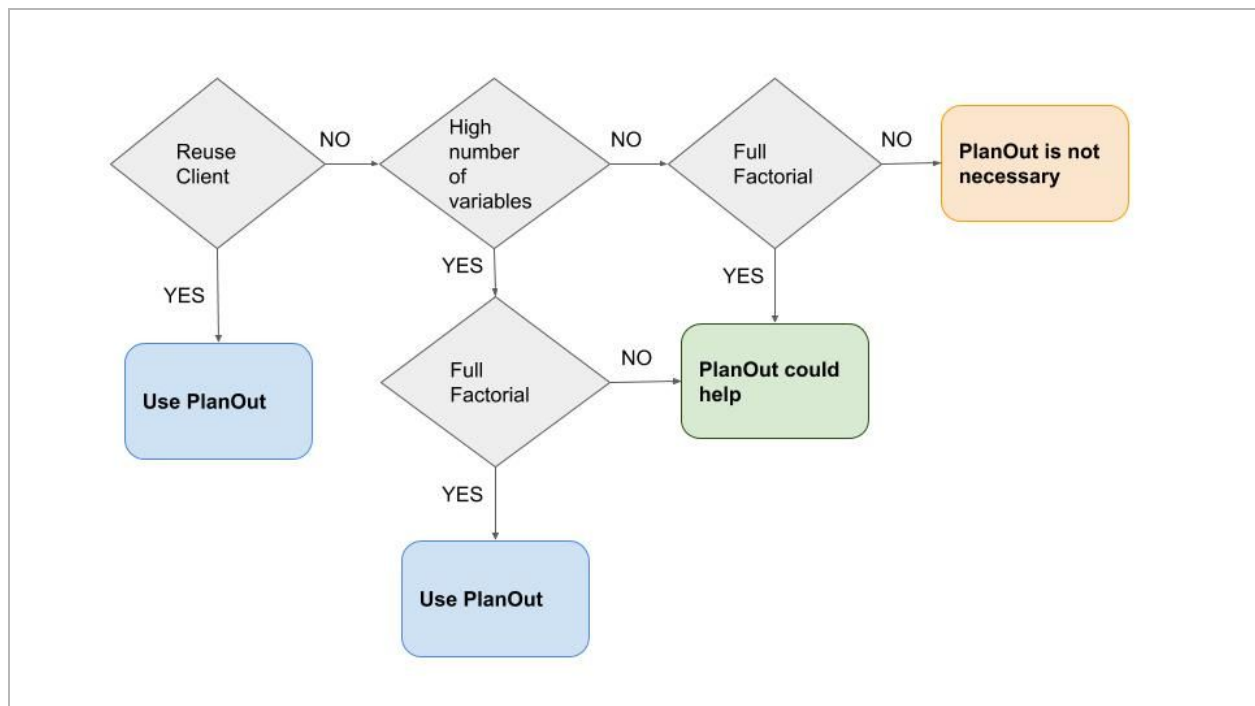 Reuse
Client
NO
High
number
of
variables
NO
Full
Factorial
NO
PlanOut is not
necessary
YES
YES
YES
Use PlanOut
Full
Factorial
NO
PlanOut could
help
YES
Use PlanOut